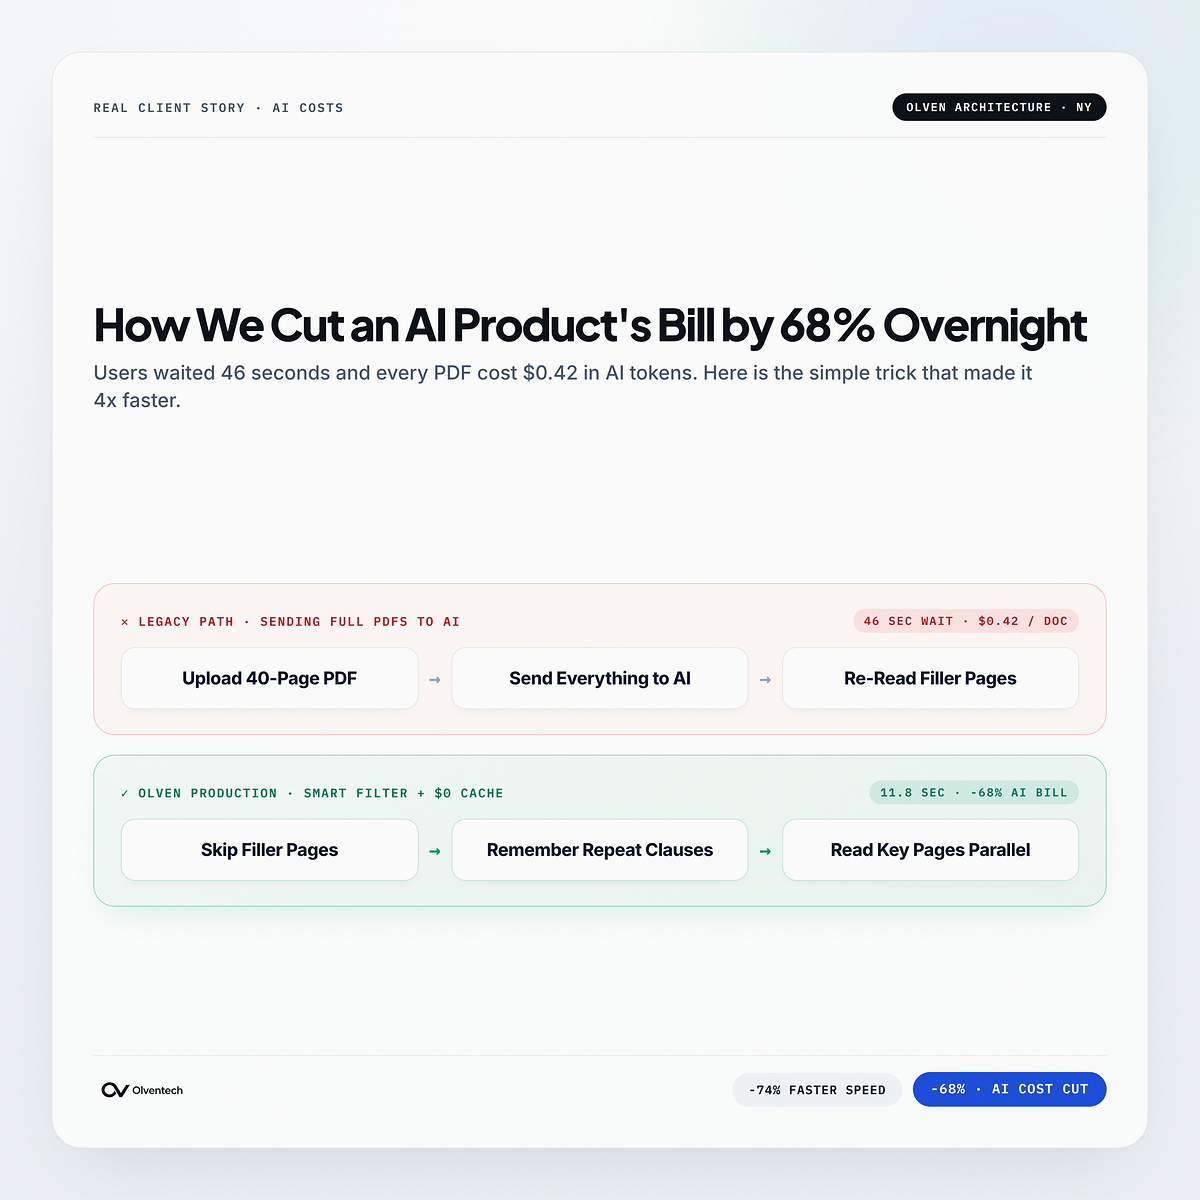 REAL CLIENT STORY · AI COSTS
OLVEN ARCHITECTURE · NY
How We Cut an AI Product's Bill by 68% Overnight
Users waited 46 seconds and every PDF cost $0.42 in AI tokens. Here is the simple trick that made it
4x faster.
× LEGACY PATH · SENDING FULL PDFS TO AI
46 SEC WAIT · $0.42 / DOC
Upload 40-Page PDF → Send Everything to AI → Re-Read Filler Pages
✓ OLVEN PRODUCTION · SMART FILTER + $0 CACHE
11.8 SEC · -68% AI BILL
Skip Filler Pages → Remember Repeat Clauses → Read Key Pages Parallel
Olventech
-74% FASTER SPEED
-68% · AI COST CUT